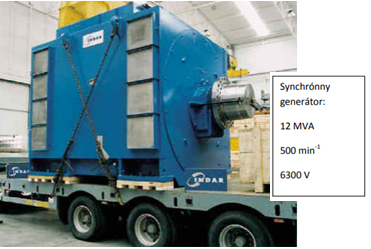 INDAR
INDAR
Synchrónny
generátor:
12 MVA
500 min⁻¹
6300 V